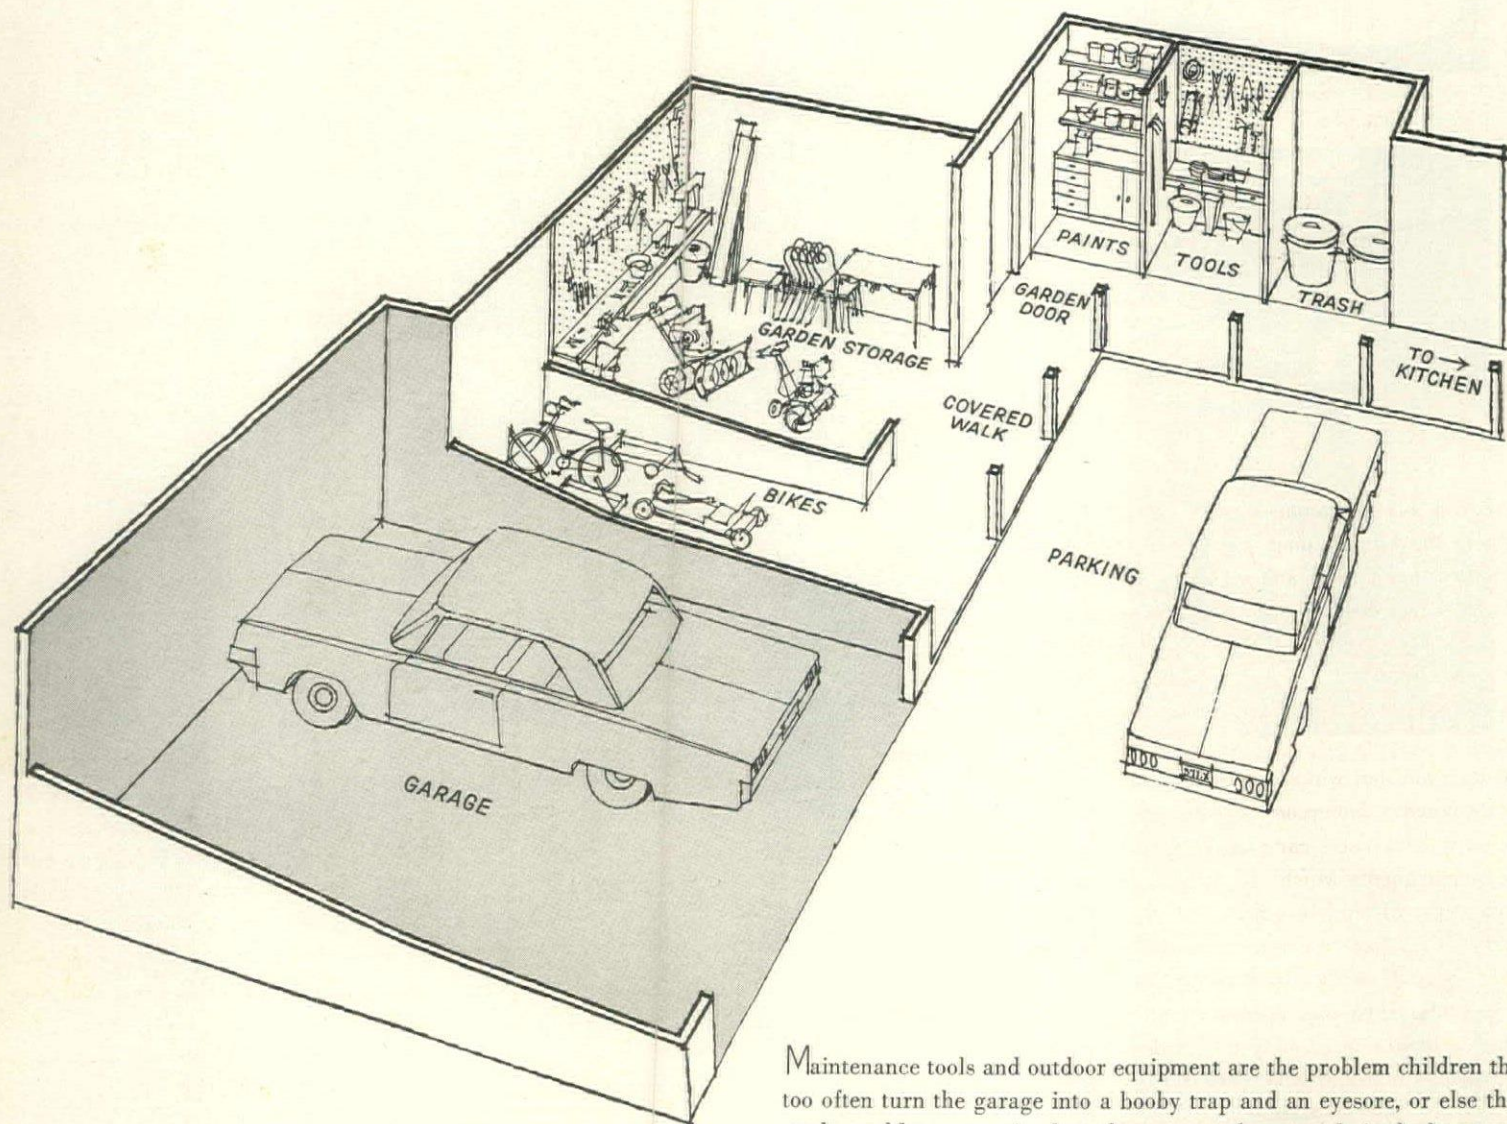 PAINTS
TOOLS
TRASH
GARDEN
DOOR
TO →
KITCHEN
GARDEN STORAGE
COVERED
WALK
BIKES
PARKING
GARAGE
Maintenance tools and outdoor equipment are the problem children th
too often turn the garage into a booby trap and an eyesore, or else th